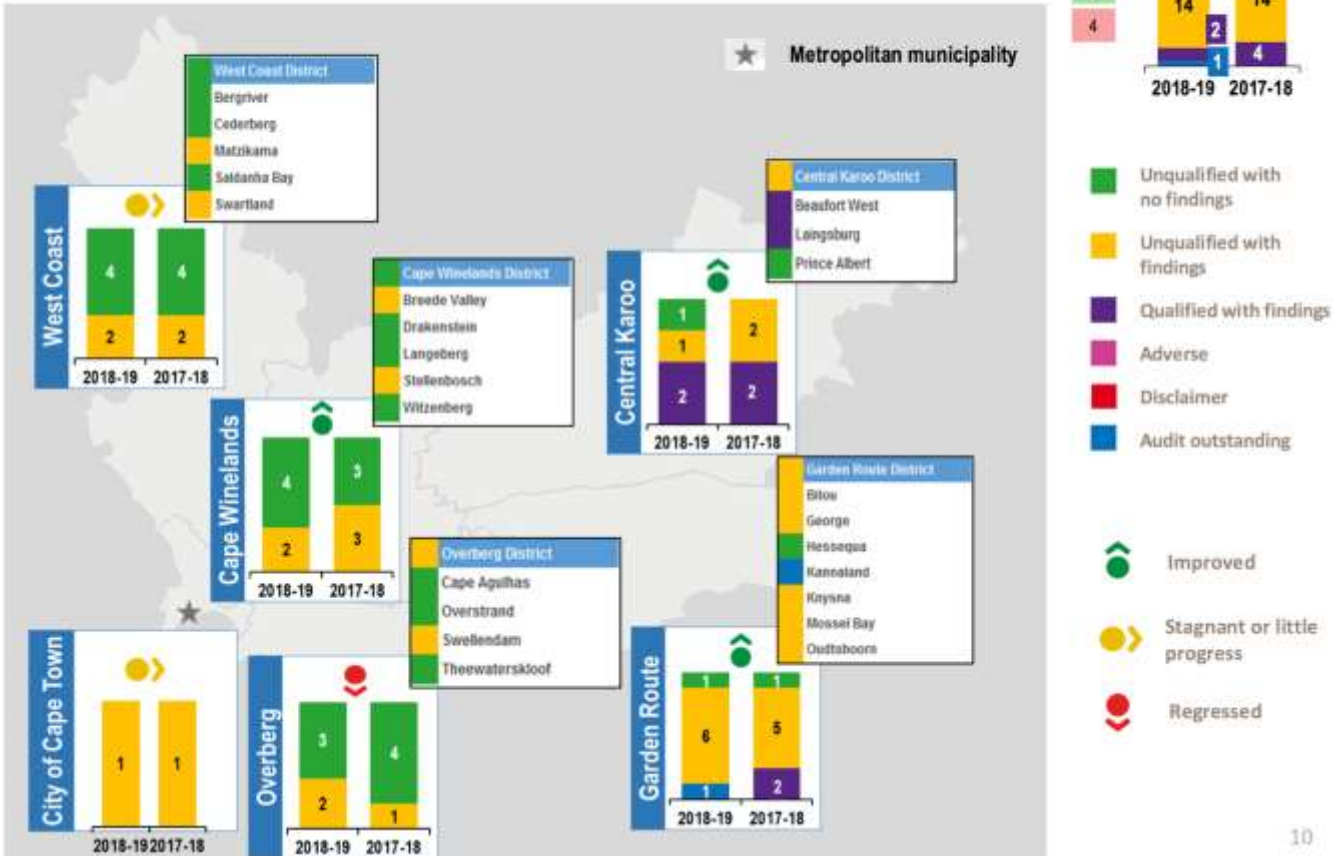 4
14
14
2
1
4
2018-19 2017-18
Metropolitan municipality
West Coast District
Bergriver
Cederberg
Matzikama
Saldanha Bay
Swartland
West Coast
4
4
2
2
2018-19 2017-18
Central Karoo District
Beaufort West
Laingsburg
Prince Albert
Central Karoo
1
1
2
2
2
2018-19 2017-18
Cape Winelands District
Breede Valley
Drakenstein
Langeberg
Stellenbosch
Witzenberg
Cape Winelands
4
3
2
3
2018-19 2017-18
Overberg District
Cape Agulhas
Overstrand
Swellendam
Theewaterskloof
Garden Route District
Bitou
George
Hessequa
Kannaland
Knysna
Mossel Bay
Oudtshoorn
City of Cape Town
1
1
2018-19 2017-18
Overberg
3
4
2
1
2018-19 2017-18
Garden Route
1
1
6
5
1
2
2018-19 2017-18
Unqualified with
no findings
Unqualified with
findings
Qualified with findings
Adverse
Disclaimer
Audit outstanding
Improved
Stagnant or little
progress
Regressed
10